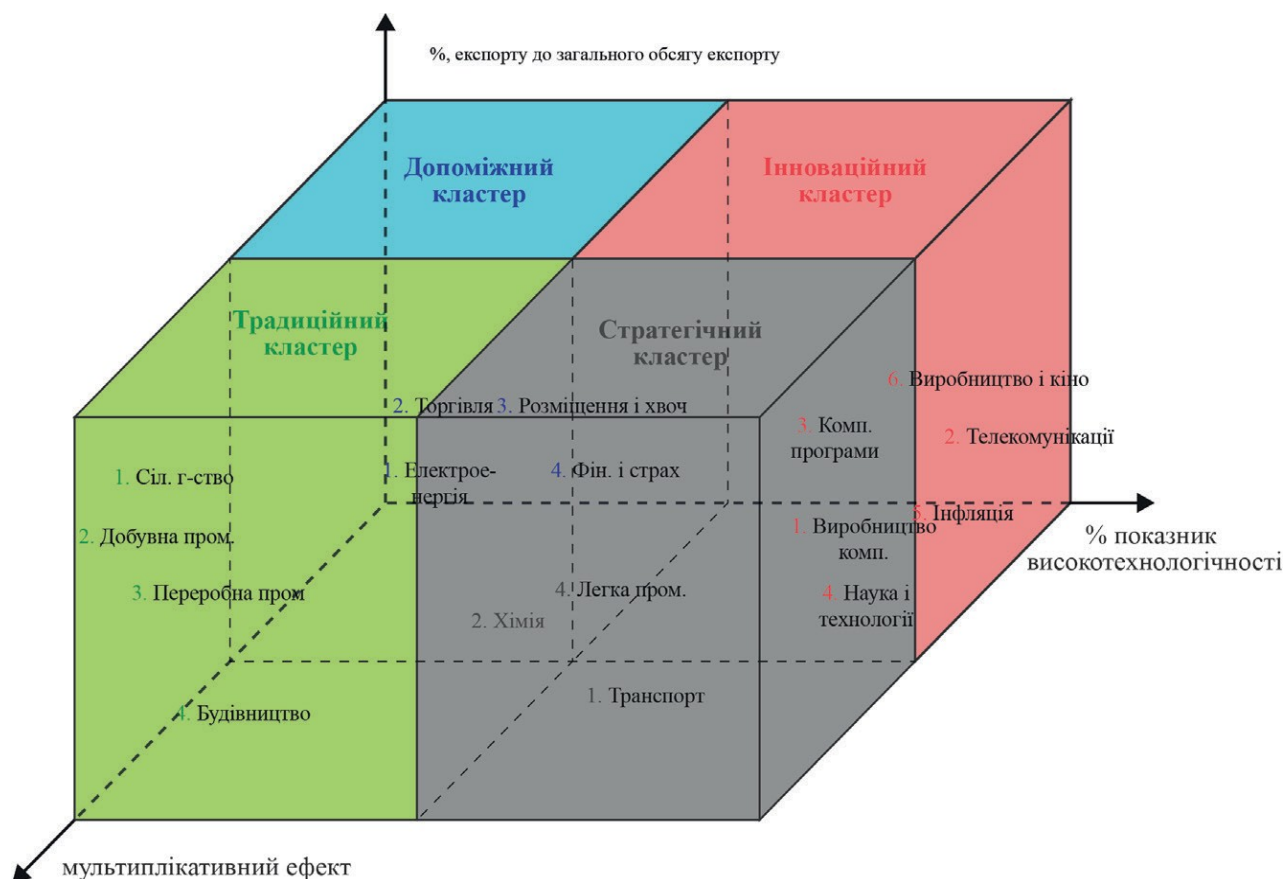 %, експорту до загального обсягу експорту
Допоміжний
кластер
Інноваційний
кластер
Традиційний
кластер
Стратегічний
кластер
6. Виробництво і кіно
2. Торгівля
3. Розміщення і хвоч
3. Комп.
програми
2. Телекомунікації
1. Сіл. г-ство
1. Електрое-
нергія
4. Фін. і страх
5. Інфляція
1. Виробництво
комп.
% показник
високотехнологічності
2. Добувна пром.
3. Переробна пром
4. Легка пром.
4. Наука і
технології
2. Хімія
1. Транспорт
4. Будівництво
мультиплікативний ефект